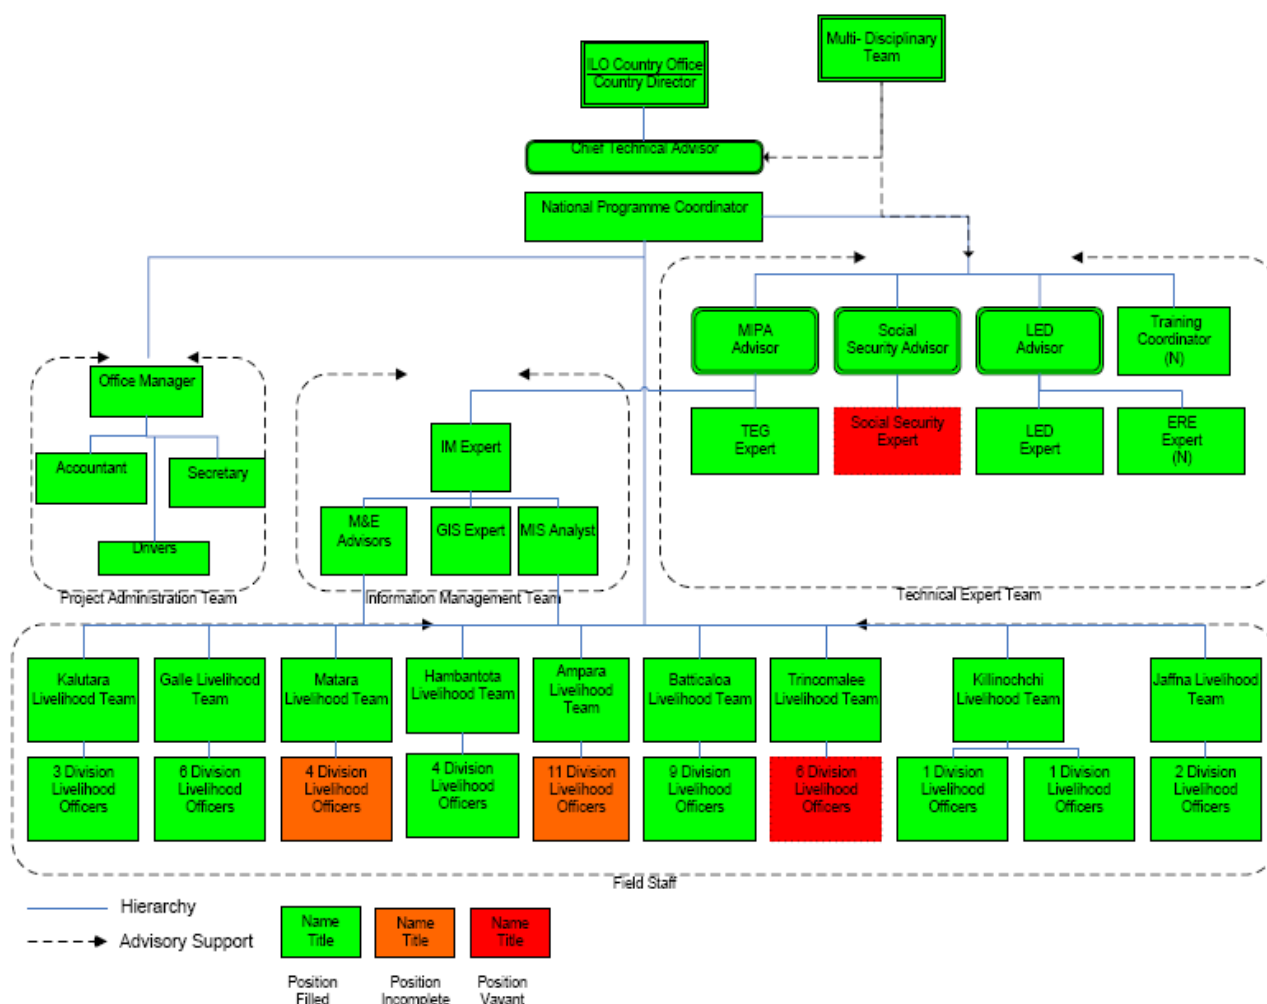 Multi- Disciplinary
Team
ILO Country Office
Country Director
Chief Technical Advisor
National Programme Coordinator
MIPA
Advisor
Social
Security Advisor
LED
Advisor
Training
Coordinator
(N)
Office Manager
TEG
Expert
Social Security
Expert
LED
Expert
ERE
Expert
(N)
IM Expert
Accountant
Secretary
M&E
Advisors
GIS Expert
MIS Analyst
Drivers
Project Administration Team
Information Management Team
Technical Expert Team
Kalutara
Livelihood Team
Galle Livelihood
Team
Matara
Livelihood Team
Hambantota
Livelihood Team
Ampara
Livelihood
Team
Batticaloa
Livelihood Team
Trincomalee
Livelihood Team
Killinochchi
Livelihood Team
Jaffna Livelihood
Team
3 Division
Livelihood
Officers
6 Division
Livelihood
Officers
4 Division
Livelihood
Officers
4 Division
Livelihood
Officers
11 Division
Livelihood
Officers
9 Division
Livelihood
Officers
6 Division
Livelihood
Officers
1 Division
Livelihood
Officers
1 Division
Livelihood
Officers
2 Division
Livelihood
Officers
Field Staff
Hierarchy
Advisory Support
Name
Title
Name
Title
Name
Title
Position
Filled
Position
Incomplete
Position
Vavant